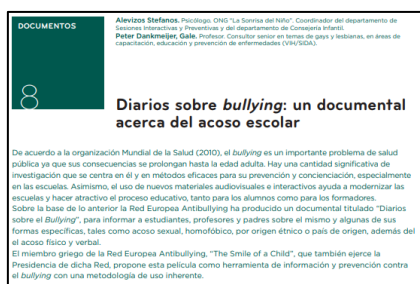 DOCUMENTOS
8
Alevizos Stefanos. Psicólogo. ONG "La Sonrisa del Niño". Coordinador del departamento de
Sesiones Interactivas y Preventivas y del departamento de Consejería Infantil.
Peter Dankmeijer, Gale. Profesor. Consultor senior en temas de gays y lesbianas, en áreas de
capacitación, educación y prevención de enfermedades (VIH/SIDA).
Diarios sobre bullying: un documental
acerca del acoso escolar
De acuerdo a la organización Mundial de la Salud (2010), el bullying es un importante problema de salud
pública ya que sus consecuencias se prolongan hasta la edad adulta. Hay una cantidad significativa de
investigación que se centra en él y en métodos eficaces para su prevención y concienciación, especialmente
en las escuelas. Asimismo, el uso de nuevos materiales audiovisuales e interactivos ayuda a modernizar las
escuelas y hacer atractivo el proceso educativo, tanto para los alumnos como para los formadores.
Sobre la base de lo anterior la Red Europea Antibullying ha producido un documental titulado "Diarios
sobre el Bullying", para informar a estudiantes, profesores y padres sobre el mismo y algunas de sus
formas específicas, tales como acoso sexual, homofóbico, por origen étnico o país de origen, además del
el acoso físico y verbal.
El miembro griego de la Red Europea Antibullying, "The Smile of a Child", que también ejerce la
Presidencia de dicha Red, propone esta película como herramienta de información y prevención contra
el bullying con una metodología de uso inherente.